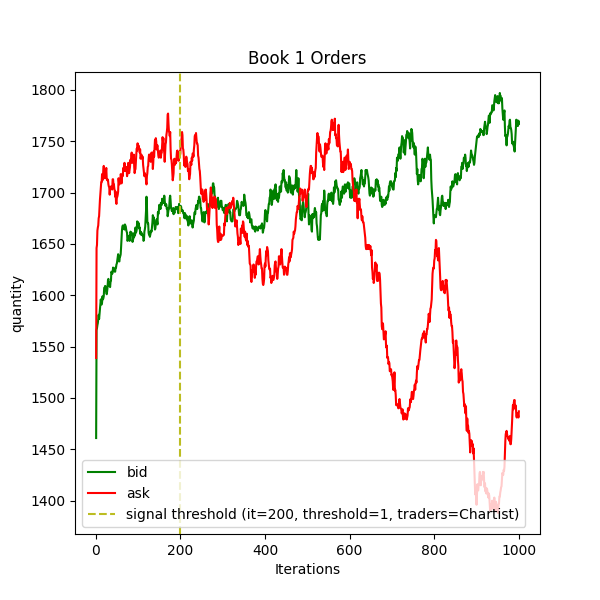 Book 1 Orders
quantity
1800
1750
1700
1650
1600
1550
1500
1450
1400
bid
ask
signal threshold (it=200, threshold=1, traders=Chartist)
0 200 400 600 800 1000
Iterations